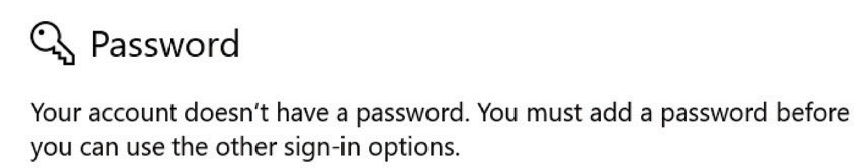 Password
Your account doesn't have a password. You must add a password before
you can use the other sign-in options.